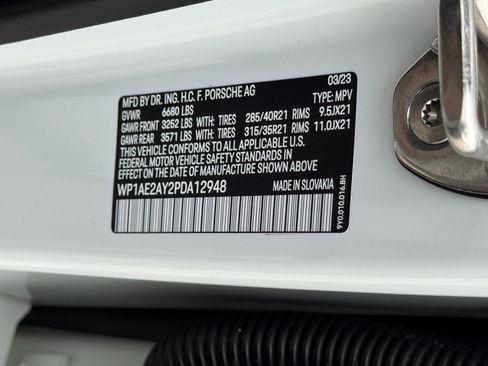 MFD BY DR. ING. H.C. F. PORSCHE AG 03/23
GVWR 6680 LBS TYPE: MPV
GAWR FRONT 3252 LBS WITH: TIRES 285/40R21 RIMS 9.5JX21
GAWR REAR 3571 LBS WITH: TIRES 315/35R21 RIMS 11.0JX21
THIS VEHICLE CONFORMS TO ALL APPLICABLE
FEDERAL MOTOR VEHICLE SAFETY STANDARDS IN
EFFECT ON THE DATE OF MANUFACTURE SHOWN ABOVE
WP1AE2AY2PDA12948 MADE IN SLOVAKIA
9Y0.010.016.BH